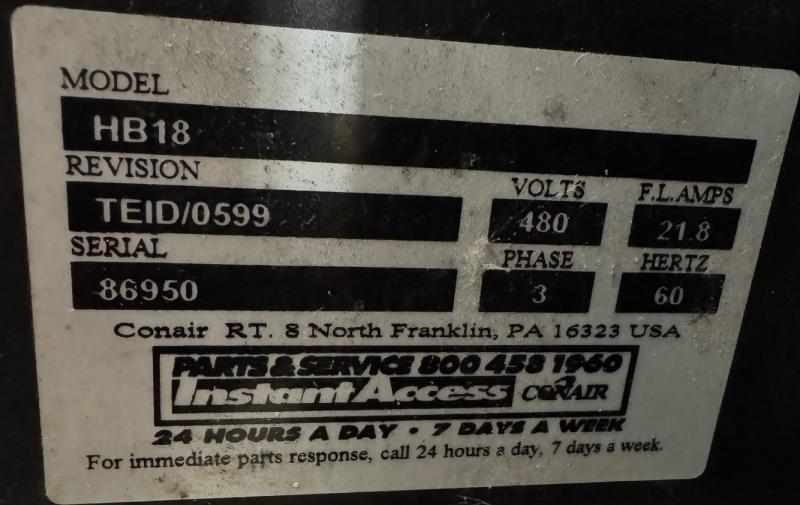 MODEL
HB18
REVISION
VOLTS F.L.AMPS
TEID/0599 480 21.8
SERIAL PHASE HERTZ
86950 3 60
Conair RT. 8 North Franklin, PA 16323 USA
PARTS & SERVICE 800 458 1960
Instant Access CONAIR
24 HOURS A DAY • 7 DAYS A WEEK
For immediate parts response, call 24 hours a day, 7 days a week.